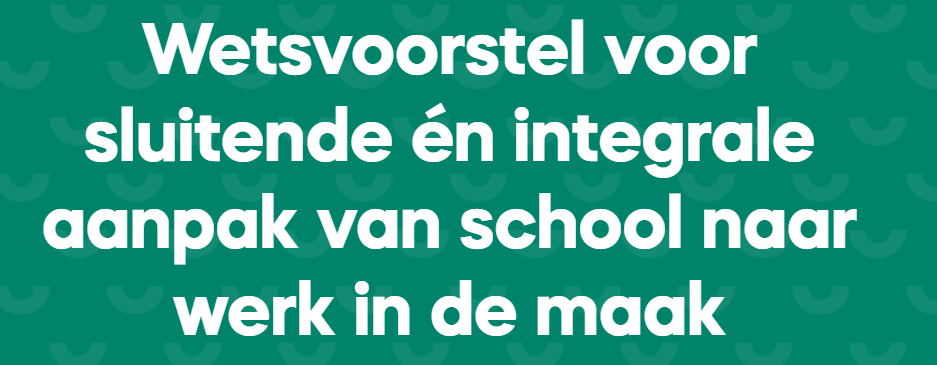 Wetsvoorstel voor
sluitende én integrale
aanpak van school naar
werk in de maak